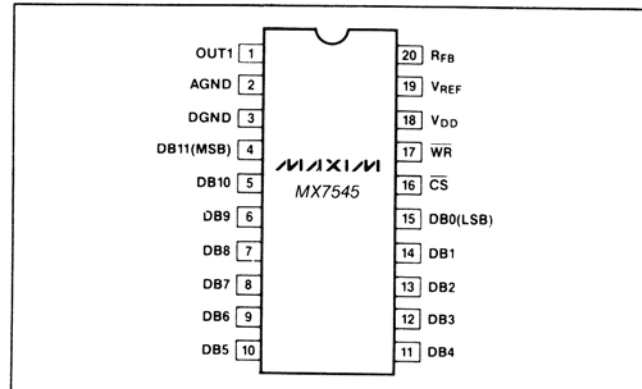 OUT1 1
AGND 2
DGND 3
DB11(MSB) 4
DB10 5
DB9 6
DB8 7
DB7 8
DB6 9
DB5 10
MAXIM
MX7545
20 RFB
19 VREF
18 VDD
17 WR
16 CS
15 DB0(LSB)
14 DB1
13 DB2
12 DB3
11 DB4